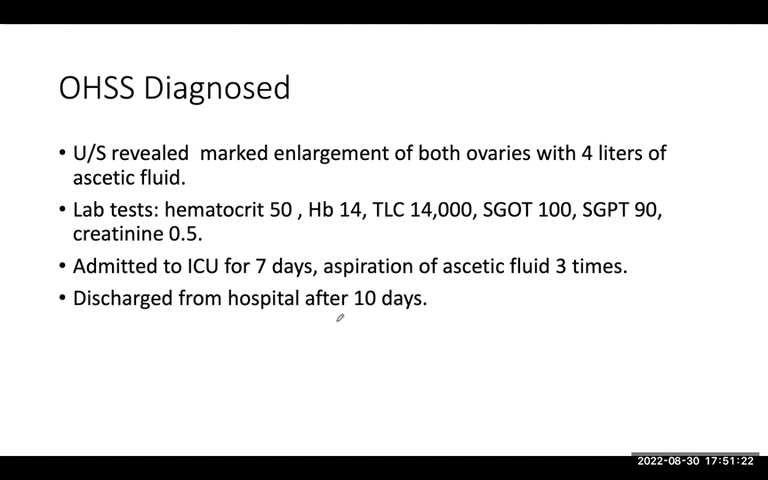 OHSS Diagnosed
• U/S revealed  marked enlargement of both ovaries with 4 liters of
ascetic fluid.
• Lab tests: hematocrit 50 , Hb 14, TLC 14,000, SGOT 100, SGPT 90,
creatinine 0.5.
• Admitted to ICU for 7 days, aspiration of ascetic fluid 3 times.
• Discharged from hospital after 10 days.
2022-08-30 17:51:22